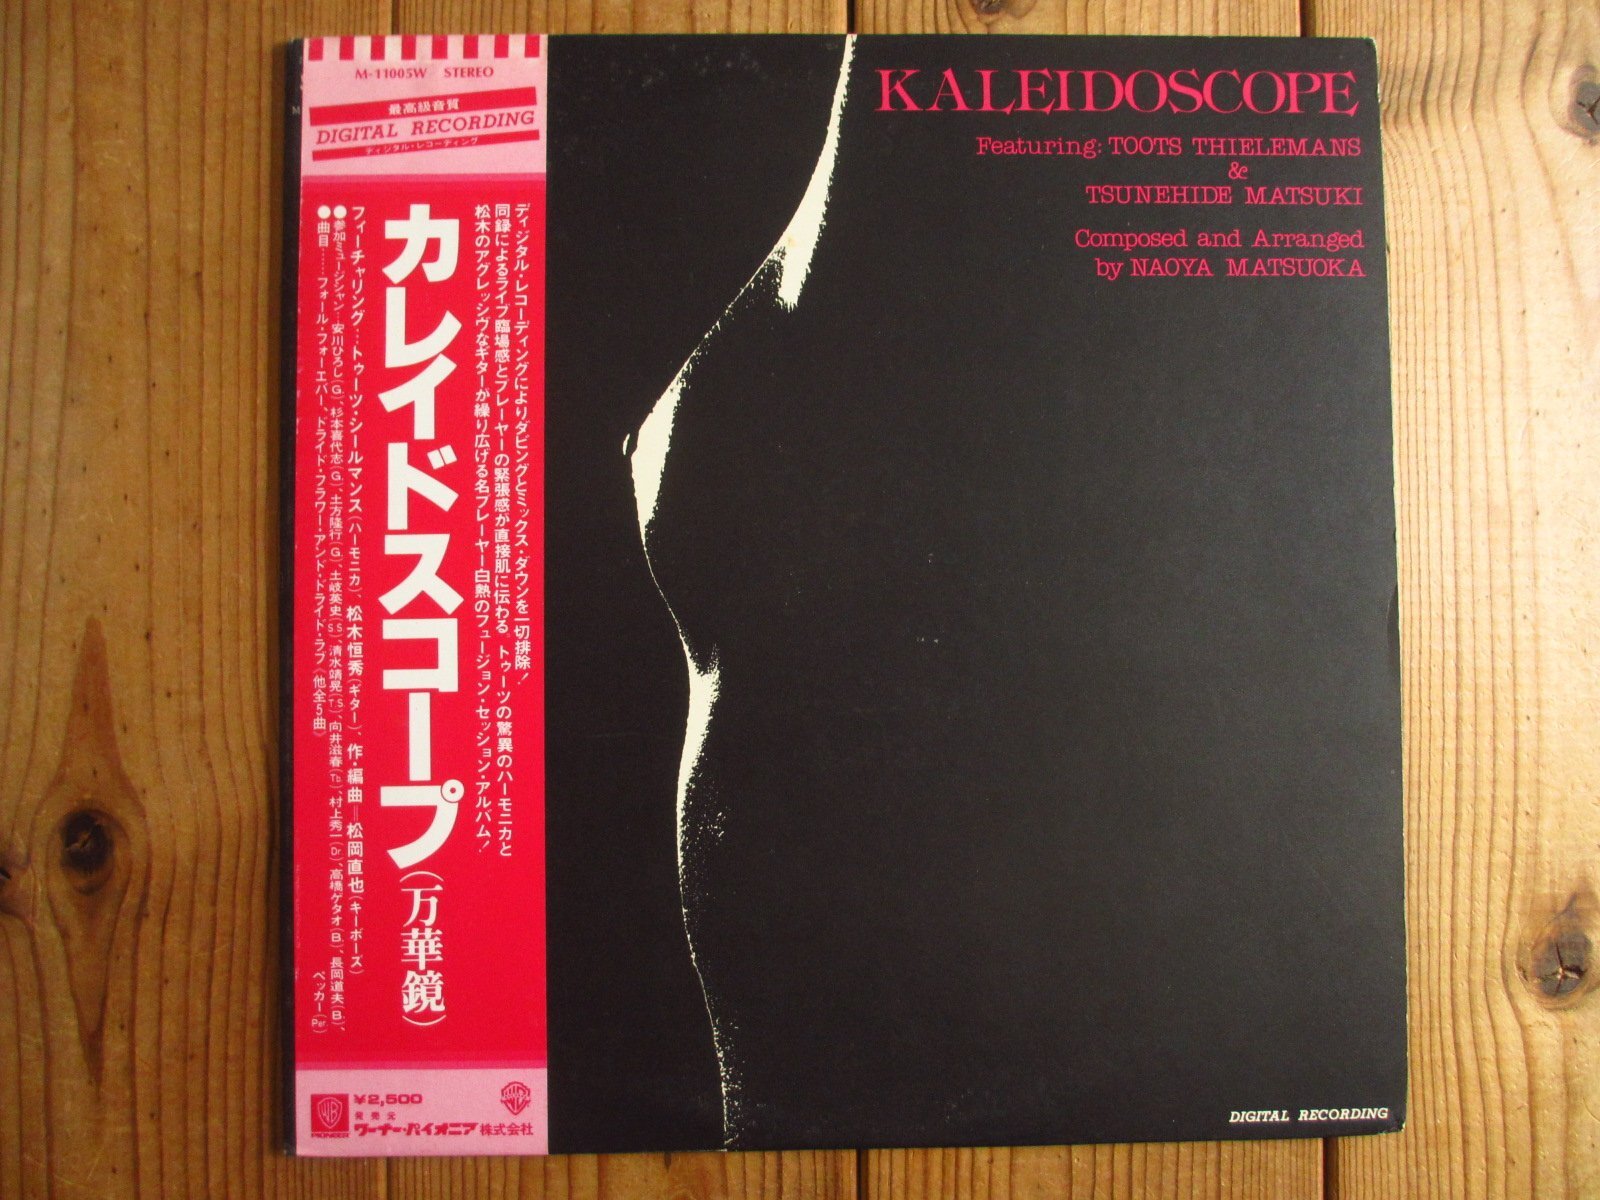 M-11005W STEREO
最高級音質
DIGITAL RECORDING
ディジタル・レコーディング
ディジタル・レコーディングによりダビングとミックス・ダウンを一切排除!
同録によるライブ臨場感とプレーヤーの緊張感が直接肌に伝わる。トゥーツの驚異のハーモニカと
松木のアグレッシヴなギターが繰り広げる名プレーヤー白熱のフュージョン・セッション・アルバム!
カレイドスコープ(万華鏡)
フィーチャリング…トゥーツ・シールマンス(ハーモニカ)、松木恒秀(ギター)、作・編曲=松岡直也(キーボーズ)
●参加ミュージシャン…安川ひろし(G.)、杉本喜代志(G.)、土方隆行(G.)、土岐英史(S.S.)、清水靖晃(T.S.)、向井滋春(Tb.)、村上秀一(Dr.)、高橋ゲタオ(B.)、長岡道夫(B.)、
ペッカー(Per.)
●曲目……フォール・フォーエバー、ドライド・フラワー・アンド・ドライド・ラブ〈他全5曲〉
¥2,500
発売元
ワーナー・パイオニア株式会社
WB
PIONEER
M
KALEIDOSCOPE
Featuring: TOOTS THIELEMANS
&
TSUNEHIDE MATSUKI
Composed and Arranged
by NAOYA MATSUOKA
DIGITAL RECORDING